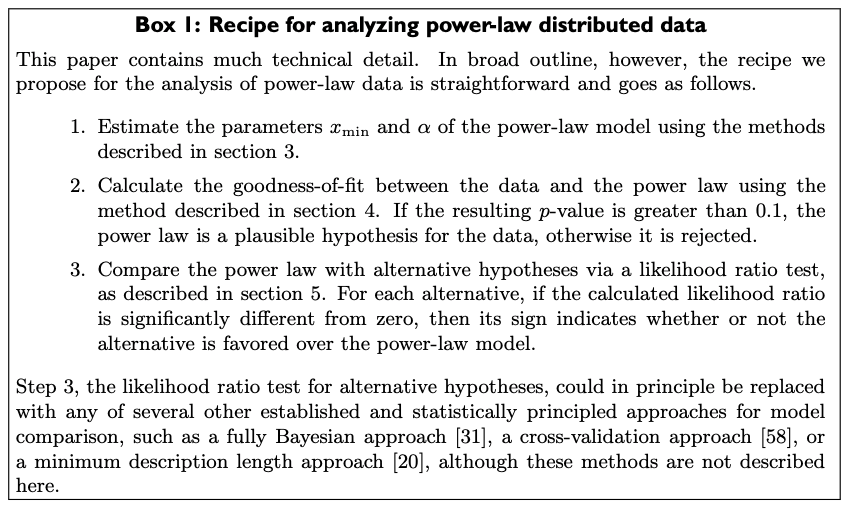 Box 1: Recipe for analyzing power-law distributed data
This paper contains much technical detail. In broad outline, however, the recipe we
propose for the analysis of power-law data is straightforward and goes as follows.
1. Estimate the parameters xmin and α of the power-law model using the methods
described in section 3.
2. Calculate the goodness-of-fit between the data and the power law using the
method described in section 4. If the resulting p-value is greater than 0.1, the
power law is a plausible hypothesis for the data, otherwise it is rejected.
3. Compare the power law with alternative hypotheses via a likelihood ratio test,
as described in section 5. For each alternative, if the calculated likelihood ratio
is significantly different from zero, then its sign indicates whether or not the
alternative is favored over the power-law model.
Step 3, the likelihood ratio test for alternative hypotheses, could in principle be replaced
with any of several other established and statistically principled approaches for model
comparison, such as a fully Bayesian approach [31], a cross-validation approach [58], or
a minimum description length approach [20], although these methods are not described
here.